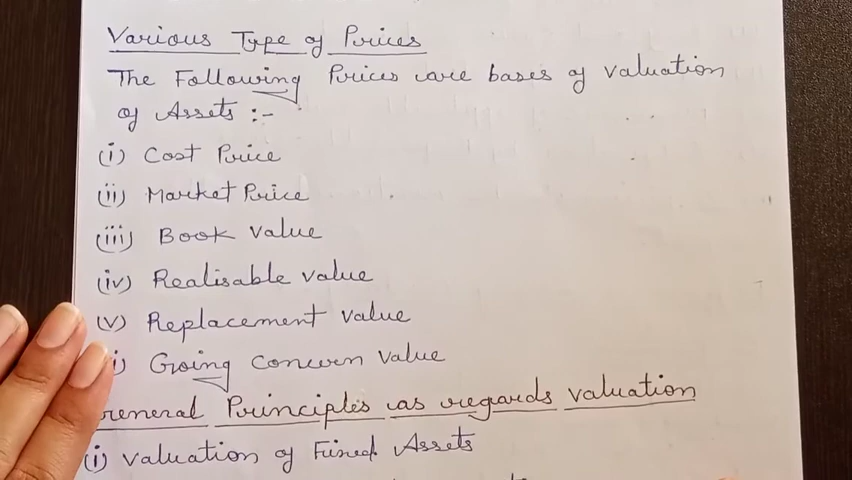 Various Type of Prices
The Following Prices are bases of valuation
of Assets :-
(i) Cost Price
(ii) Market Price
(iii) Book value
(iv) Realisable value
(v) Replacement value
i) Going concern value
General Principles as regards valuation
(i) valuation of Fixed Assets